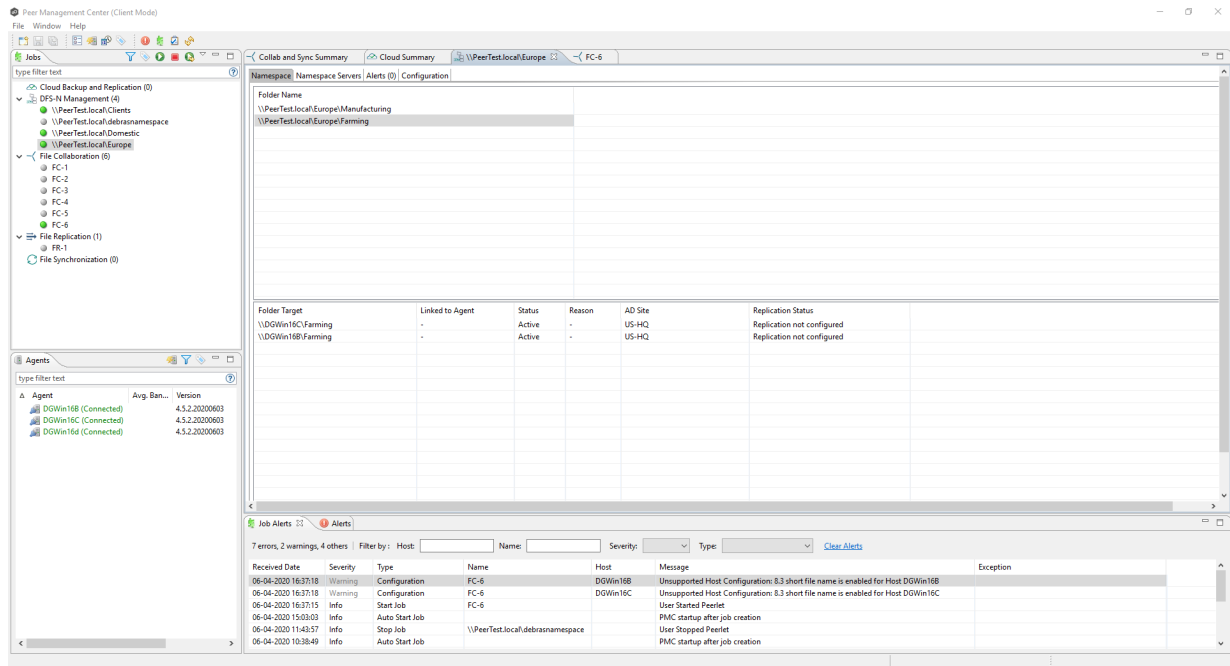 Peer Management Center (Client Mode)
File Window Help
Jobs
type filter text
Cloud Backup and Replication (0)
DFS-N Management (4)
\\PeerTest.local\Clients
\\PeerTest.local\debrasnamespace
\\PeerTest.local\Domestic
\\PeerTest.local\Europe
File Collaboration (6)
FC-1
FC-2
FC-3
FC-4
FC-5
FC-6
File Replication (1)
FR-1
File Synchronization (0)
Agents
type filter text
Agent Avg. Ban... Version
DGWin16B (Connected) 4.5.2.20200603
DGWin16C (Connected) 4.5.2.20200603
DGWin16d (Connected) 4.5.2.20200603
Collab and Sync Summary Cloud Summary \\PeerTest.local\Europe FC-6
Namespace Namespace Servers Alerts (0) Configuration
Folder Name
\\PeerTest.local\Europe\Manufacturing
\\PeerTest.local\Europe\Farming
Folder Target Linked to Agent Status Reason AD Site Replication Status
\\DGWin16C\Farming - Active - US-HQ Replication not configured
\\DGWin16B\Farming - Active - US-HQ Replication not configured
Job Alerts Alerts
7 errors, 2 warnings, 4 others Filter by : Host: Name: Severity: Type: Clear Alerts
Received Date Severity Type Name Host Message Exception
06-04-2020 16:37:18 Warning Configuration FC-6 DGWin16B Unsupported Host Configuration: 8.3 short file name is enabled for Host DGWin16B
06-04-2020 16:37:18 Warning Configuration FC-6 DGWin16C Unsupported Host Configuration: 8.3 short file name is enabled for Host DGWin16C
06-04-2020 16:37:15 Info Start Job FC-6 User Started Peerlet
06-04-2020 15:03:03 Info Auto Start Job PMC startup after job creation
06-04-2020 11:43:57 Info Stop Job \\PeerTest.local\debrasnamespace User Stopped Peerlet
06-04-2020 10:38:49 Info Auto Start Job PMC startup after job creation